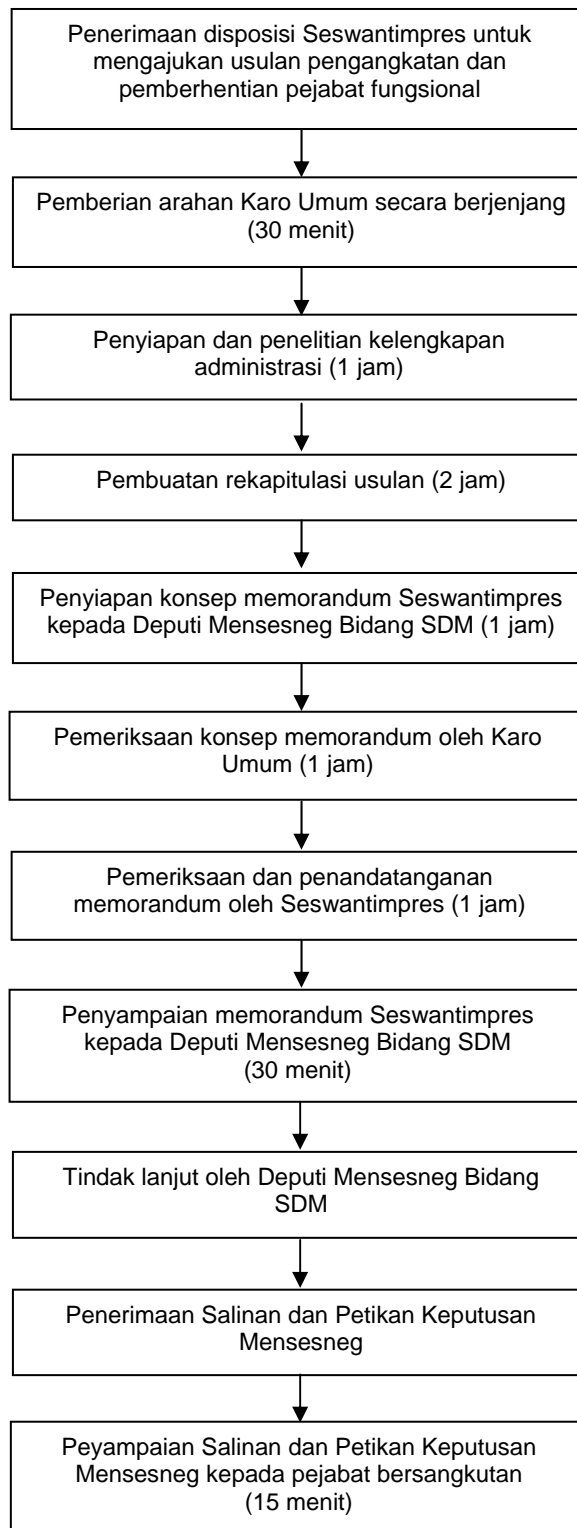 Penerimaan disposisi Seswantimpres untuk
mengajukan usulan pengangkatan dan
pemberhentian pejabat fungsional
Pemberian arahan Karo Umum secara berjenjang
(30 menit)
Penyiapan dan penelitian kelengkapan
administrasi (1 jam)
Pembuatan rekapitulasi usulan (2 jam)
Penyiapan konsep memorandum Seswantimpres
kepada Deputi Mensesneg Bidang SDM (1 jam)
Pemeriksaan konsep memorandum oleh Karo
Umum (1 jam)
Pemeriksaan dan penandatanganan
memorandum oleh Seswantimpres (1 jam)
Penyampaian memorandum Seswantimpres
kepada Deputi Mensesneg Bidang SDM
(30 menit)
Tindak lanjut oleh Deputi Mensesneg Bidang
SDM
Penerimaan Salinan dan Petikan Keputusan
Mensesneg
Peyampaian Salinan dan Petikan Keputusan
Mensesneg kepada pejabat bersangkutan
(15 menit)